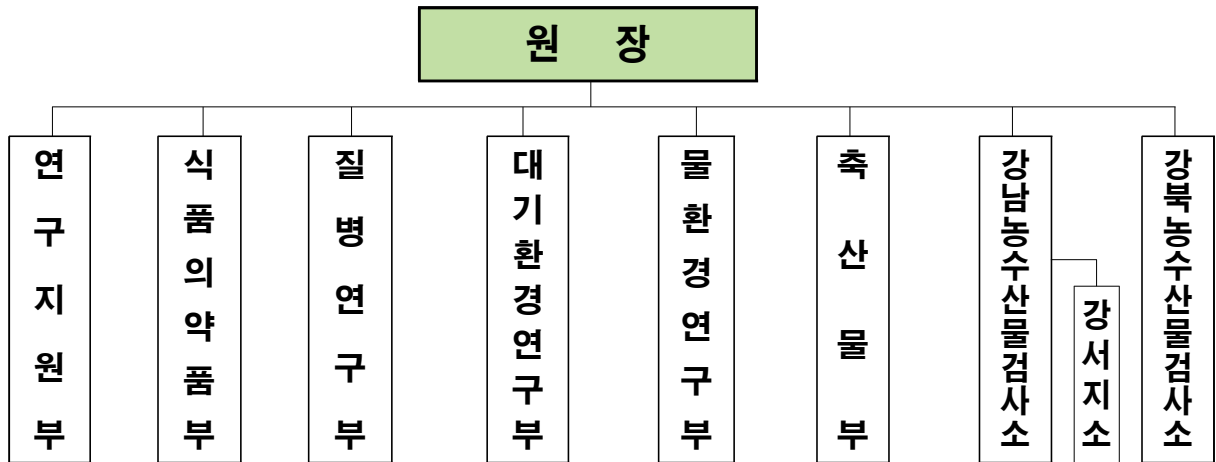 원 장
연구지원부
식품의약품부
질병연구부
대기환경연구부
물환경연구부
축산물부
강남농수산물검사소
강서지소
강북농수산물검사소